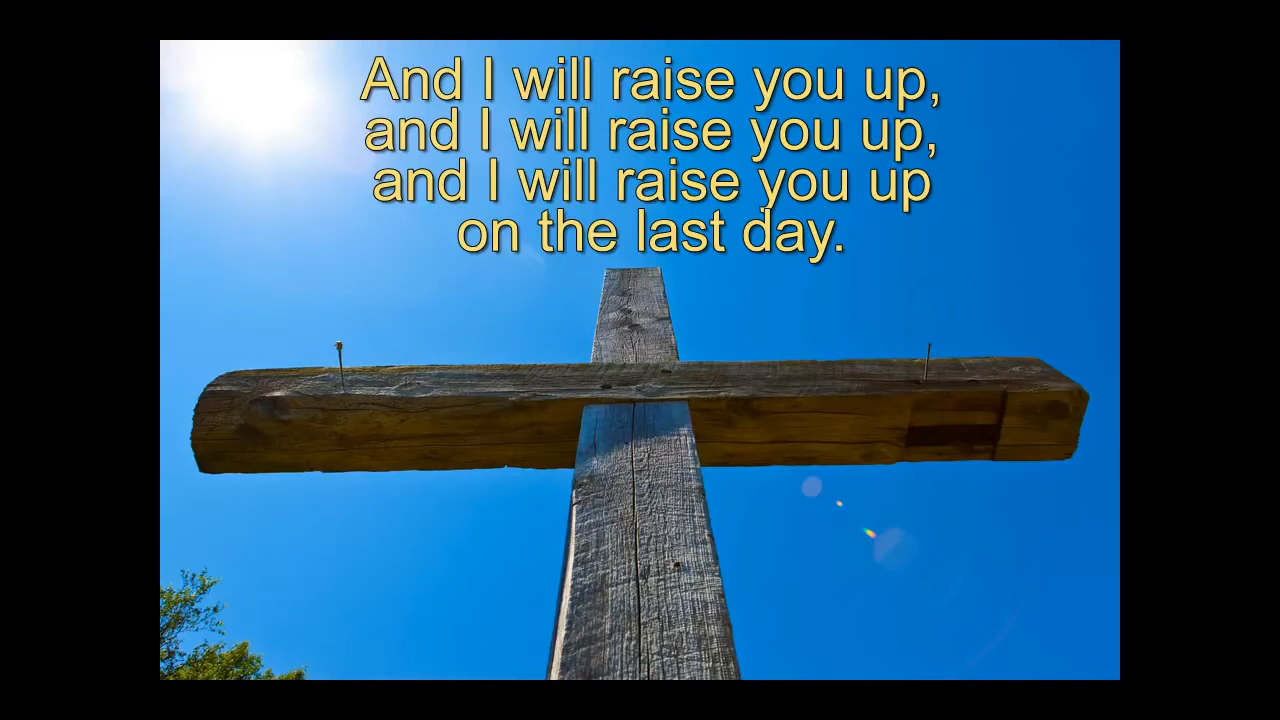 And I will raise you up,
and I will raise you up,
and I will raise you up
on the last day.